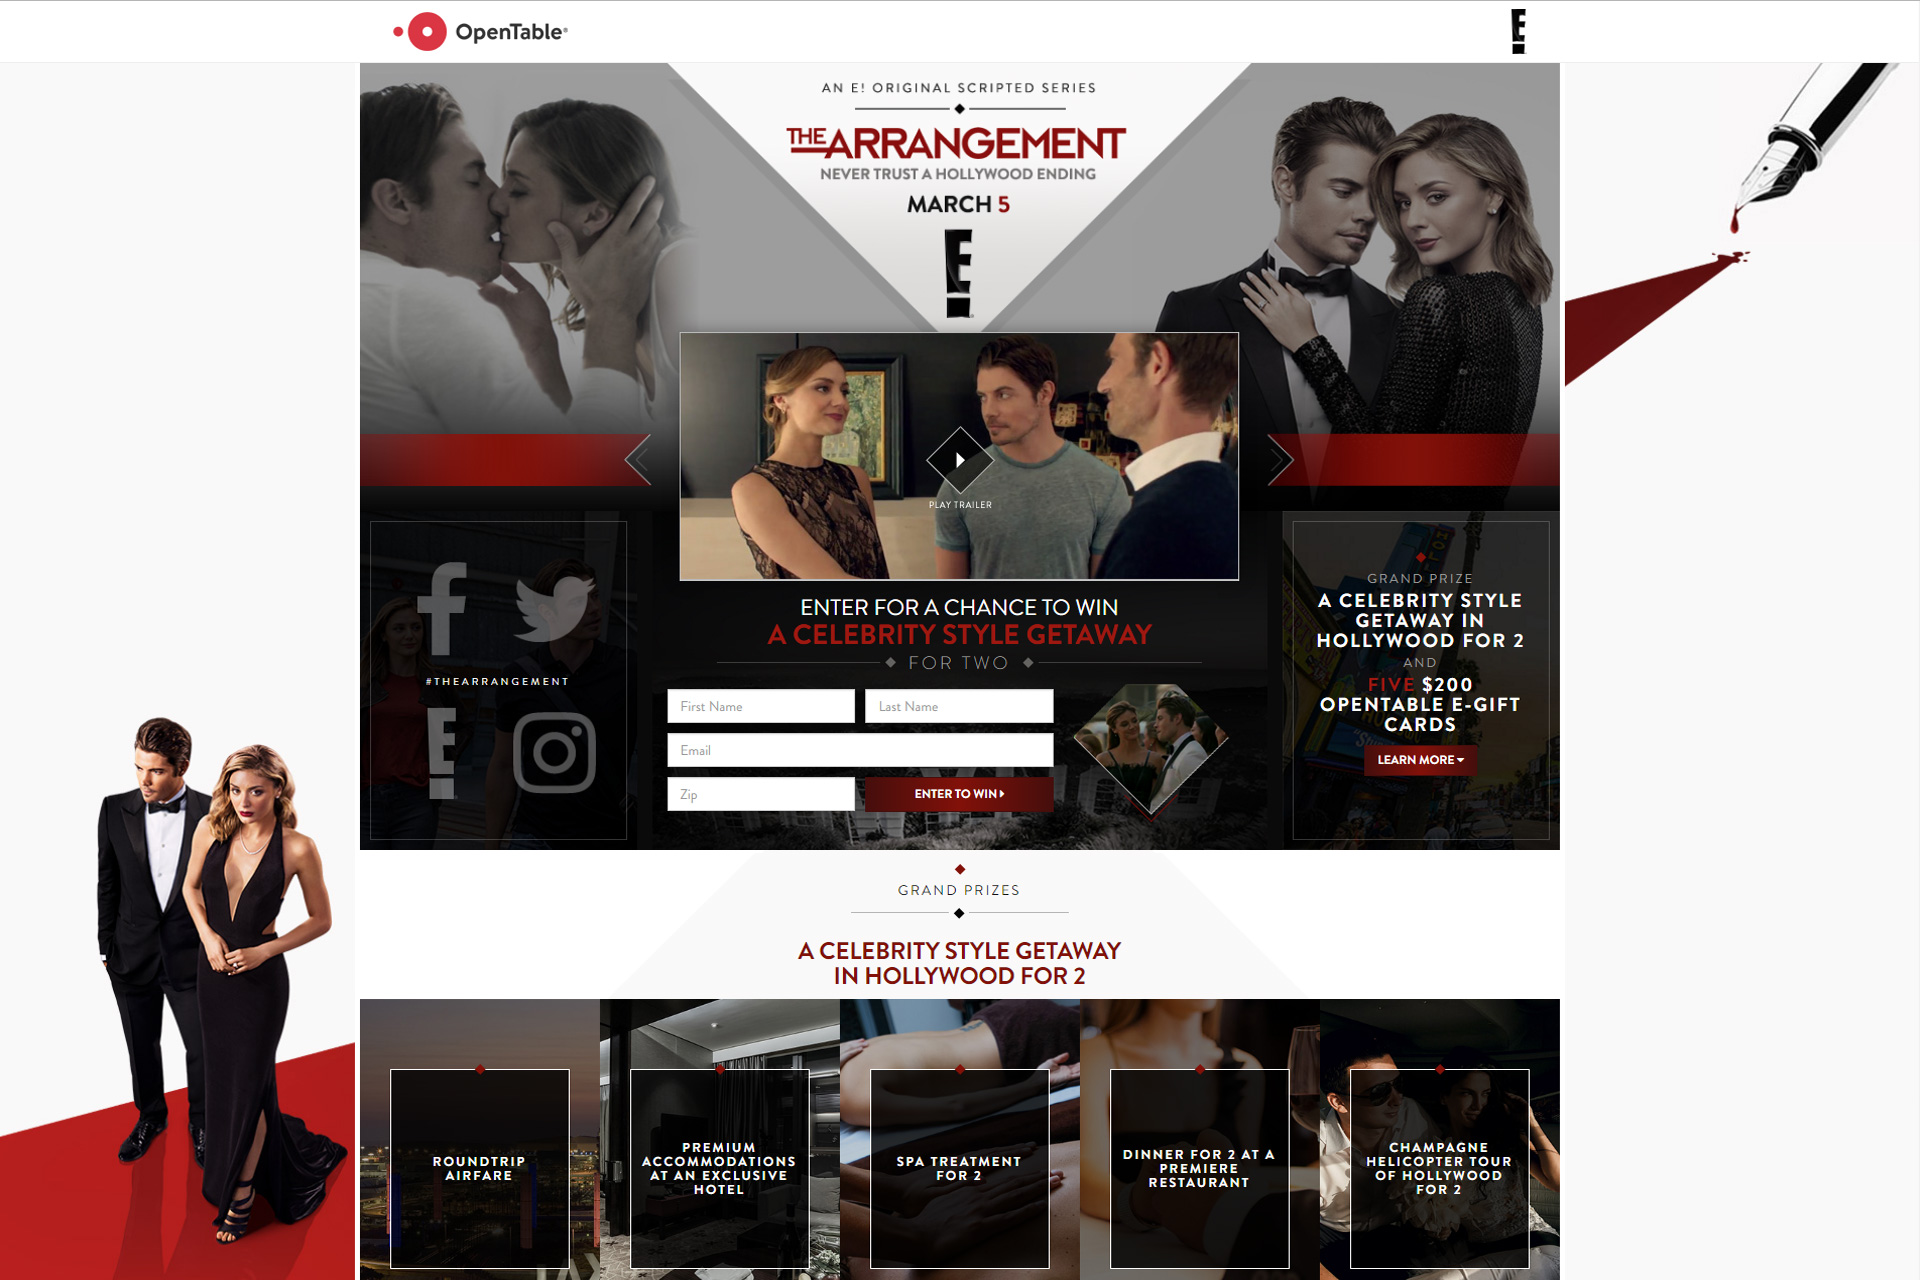 OpenTable®
E!
AN E! ORIGINAL SCRIPTED SERIES
THE ARRANGEMENT
NEVER TRUST A HOLLYWOOD ENDING
MARCH 5
E!
PLAY TRAILER
#THEARRANGEMENT
E!
ENTER FOR A CHANCE TO WIN
A CELEBRITY STYLE GETAWAY
FOR TWO
First Name
Last Name
Email
Zip
ENTER TO WIN
GRAND PRIZE
A CELEBRITY STYLE
GETAWAY IN
HOLLYWOOD FOR 2
AND
FIVE $200
OPENTABLE E-GIFT
CARDS
LEARN MORE
GRAND PRIZES
A CELEBRITY STYLE GETAWAY
IN HOLLYWOOD FOR 2
ROUNDTRIP
AIRFARE
PREMIUM
ACCOMMODATIONS
AT AN EXCLUSIVE
HOTEL
SPA TREATMENT
FOR 2
DINNER FOR 2 AT A
PREMIERE
RESTAURANT
CHAMPAGNE
HELICOPTER TOUR
OF HOLLYWOOD
FOR 2